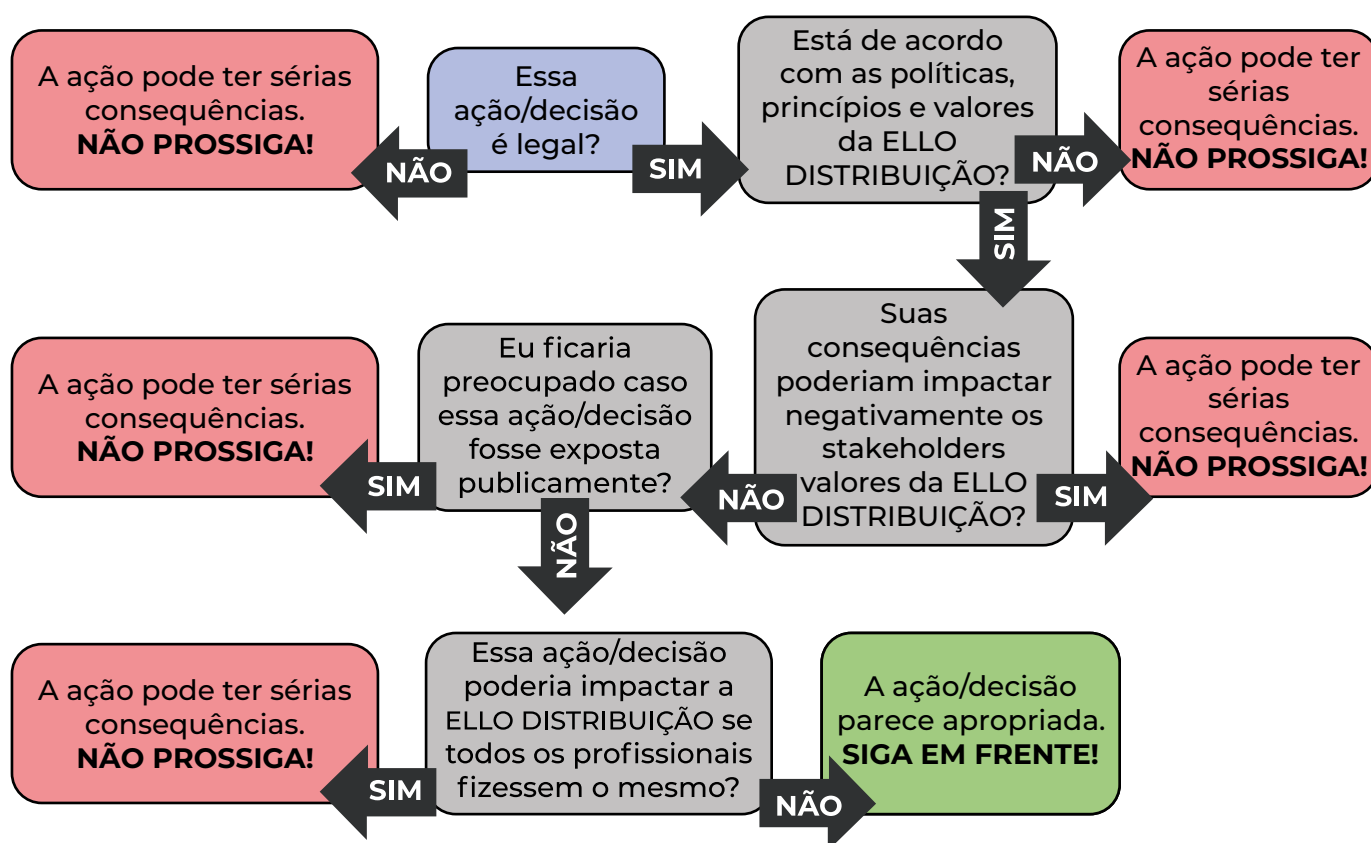 A ação pode ter sérias
consequências.
NÃO PROSSIGA!
NÃO
Essa
ação/decisão
é legal?
SIM
Está de acordo
com as políticas,
princípios e valores
da ELLO
DISTRIBUIÇÃO?
NÃO
A ação pode ter
sérias
consequências.
NÃO PROSSIGA!
SIM
Suas
consequências
poderiam impactar
negativamente os
stakeholders
valores da ELLO
DISTRIBUIÇÃO?
SIM
A ação pode ter
sérias
consequências.
NÃO PROSSIGA!
NÃO
Eu ficaria
preocupado caso
essa ação/decisão
fosse exposta
publicamente?
SIM
A ação pode ter sérias
consequências.
NÃO PROSSIGA!
NÃO
Essa ação/decisão
poderia impactar a
ELLO DISTRIBUIÇÃO se
todos os profissionais
fizessem o mesmo?
SIM
A ação pode ter sérias
consequências.
NÃO PROSSIGA!
NÃO
A ação/decisão
parece apropriada.
SIGA EM FRENTE!